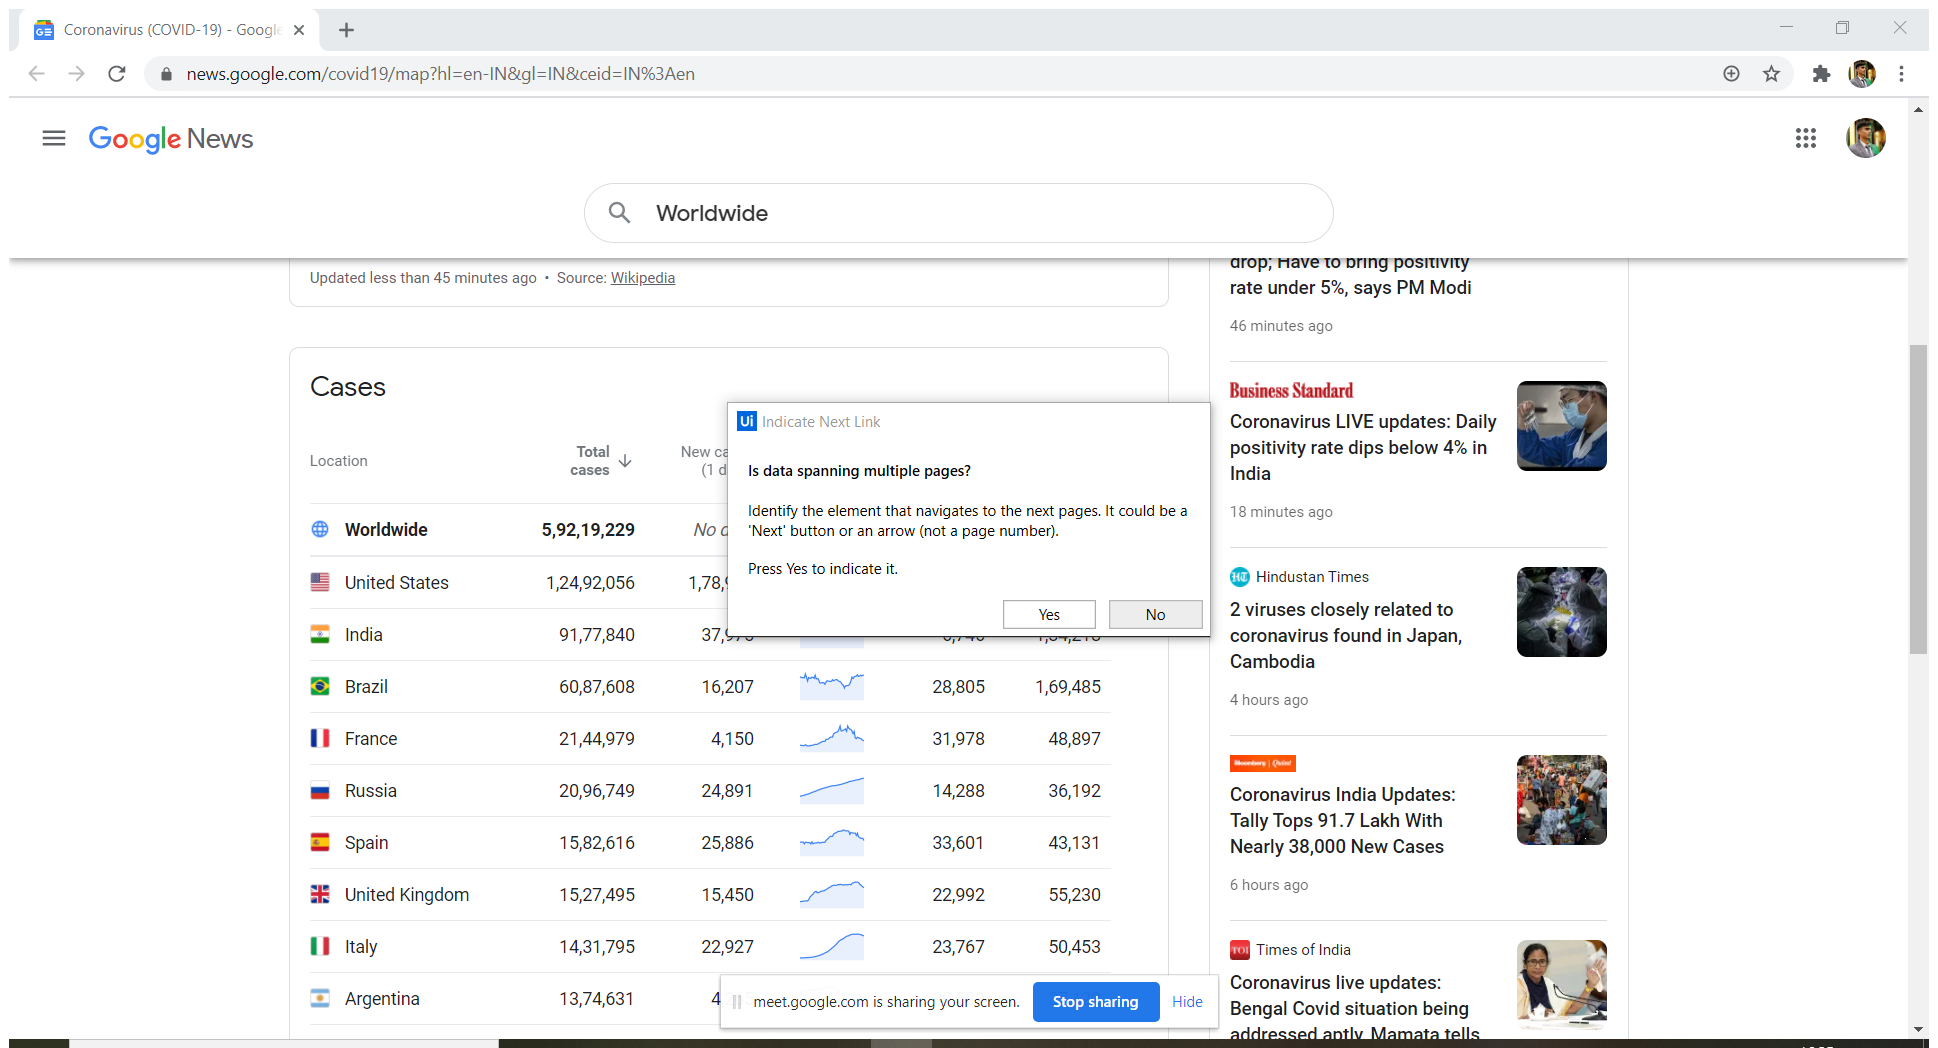 Coronavirus (COVID-19) - Google
news.google.com/covid19/map?hl=en-IN&gl=IN&ceid=IN%3Aen
Google News
Worldwide
Updated less than 45 minutes ago • Source: Wikipedia
Cases
Location
Total cases
New ca
(1 d
Worldwide 5,92,19,229 No d
United States 1,24,92,056 1,78,
India 91,77,840
Brazil 60,87,608 16,207 28,805 1,69,485
France 21,44,979 4,150 31,978 48,897
Russia 20,96,749 24,891 14,288 36,192
Spain 15,82,616 25,886 33,601 43,131
United Kingdom 15,27,495 15,450 22,992 55,230
Italy 14,31,795 22,927 23,767 50,453
Argentina 13,74,631 4
Ui Indicate Next Link
Is data spanning multiple pages?
Identify the element that navigates to the next pages. It could be a
'Next' button or an arrow (not a page number).
Press Yes to indicate it.
Yes No
meet.google.com is sharing your screen. Stop sharing Hide
drop; Have to bring positivity
rate under 5%, says PM Modi
46 minutes ago
Business Standard
Coronavirus LIVE updates: Daily
positivity rate dips below 4% in
India
18 minutes ago
HT Hindustan Times
2 viruses closely related to
coronavirus found in Japan,
Cambodia
4 hours ago
Bloomberg | Quint
Coronavirus India Updates:
Tally Tops 91.7 Lakh With
Nearly 38,000 New Cases
6 hours ago
TOI Times of India
Coronavirus live updates:
Bengal Covid situation being
addressed aptly, Mamata tells